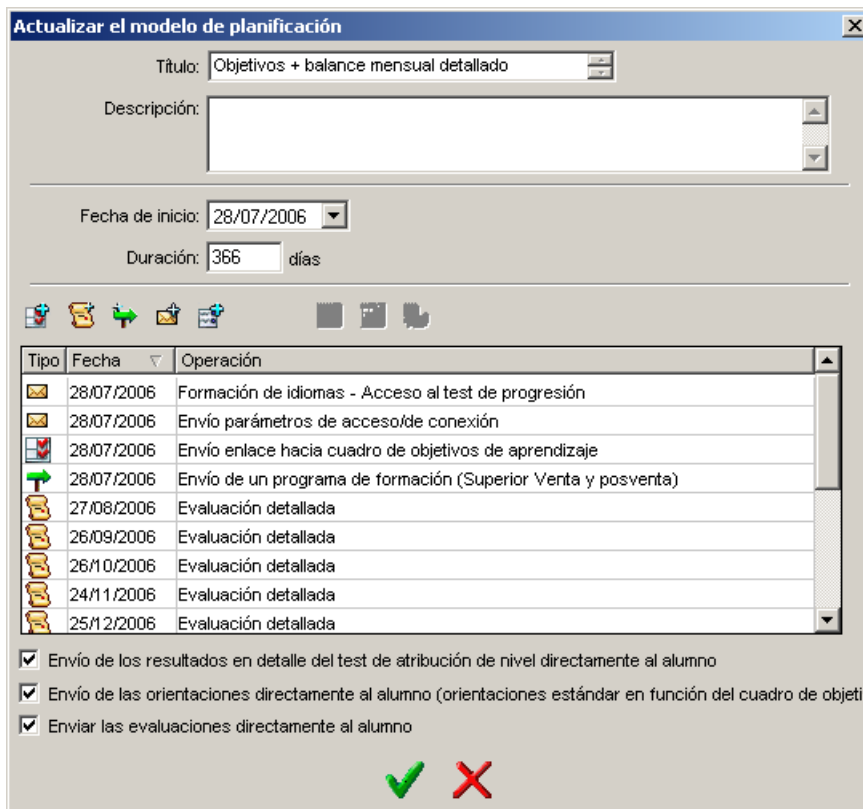 Actualizar el modelo de planificación
Título: Objetivos + balance mensual detallado
Descripción:
Fecha de inicio: 28/07/2006
Duración: 366 días
Tipo Fecha Operación
28/07/2006 Formación de idiomas - Acceso al test de progresión
28/07/2006 Envío parámetros de acceso/de conexión
28/07/2006 Envío enlace hacia cuadro de objetivos de aprendizaje
28/07/2006 Envío de un programa de formación (Superior Venta y posventa)
27/08/2006 Evaluación detallada
26/09/2006 Evaluación detallada
26/10/2006 Evaluación detallada
24/11/2006 Evaluación detallada
25/12/2006 Evaluación detallada
Envío de los resultados en detalle del test de atribución de nivel directamente al alumno
Envío de las orientaciones directamente al alumno (orientaciones estándar en función del cuadro de objeti
Enviar las evaluaciones directamente al alumno